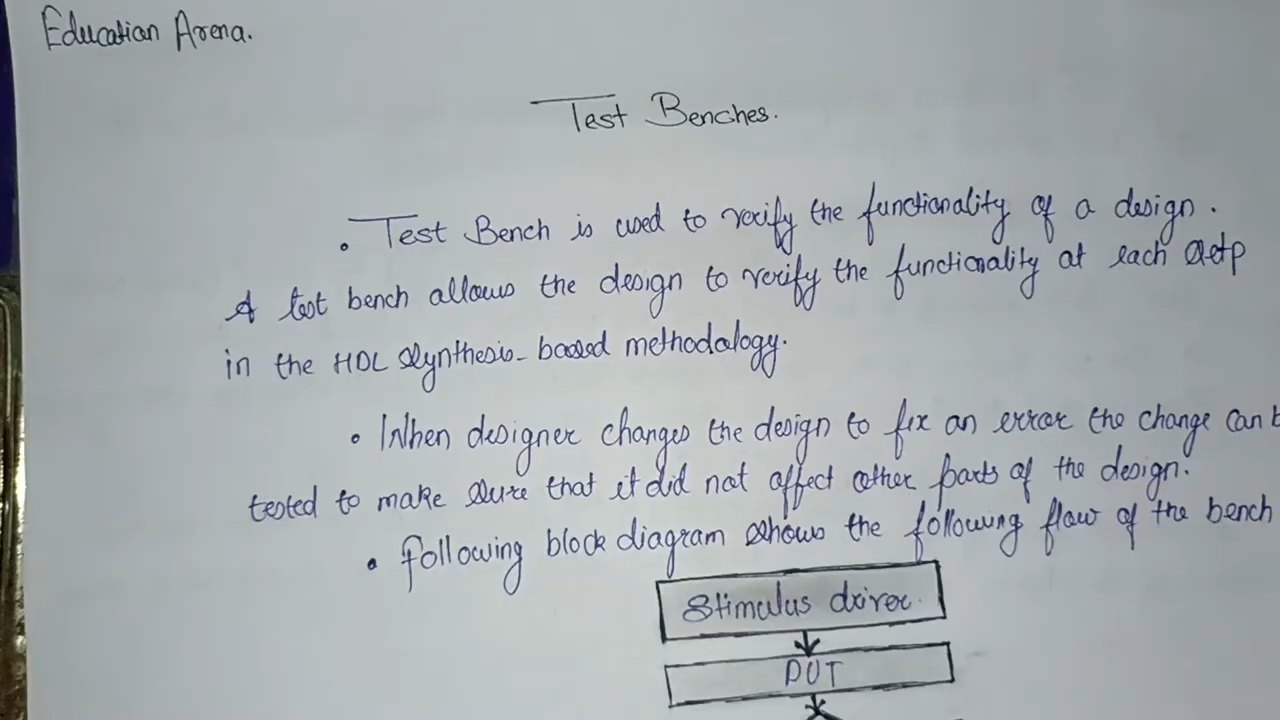 Education Arena.
Test Benches.
• Test Bench is used to verify the functionality of a design.
A test bench allows the design to verify the functionality at each setp
in the HDL synthesis-based methodology.
• When designer changes the design to fix an error the change can b
tested to make sure that it did not affect other parts of the design.
• Following block diagram shows the following flow of the bench
Stimulus driver.
DUT